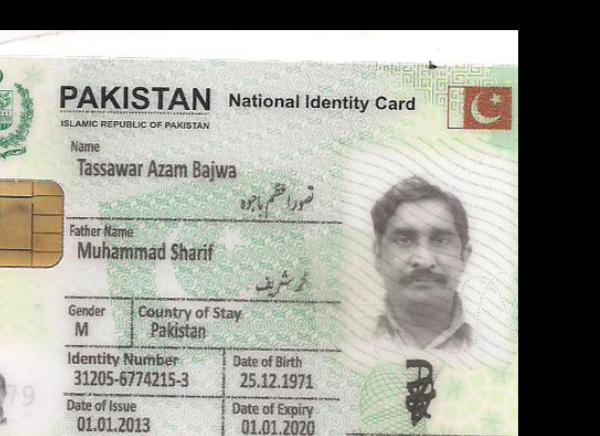 PAKISTAN National Identity Card
ISLAMIC REPUBLIC OF PAKISTAN
Name
Tassawar Azam Bajwa
تصور اعظم باجوہ
Father Name
Muhammad Sharif
محمد شریف
Gender Country of Stay
M Pakistan
Identity Number Date of Birth
31205-6774215-3 25.12.1971
Date of Issue Date of Expiry
01.01.2013 01.01.2020
79